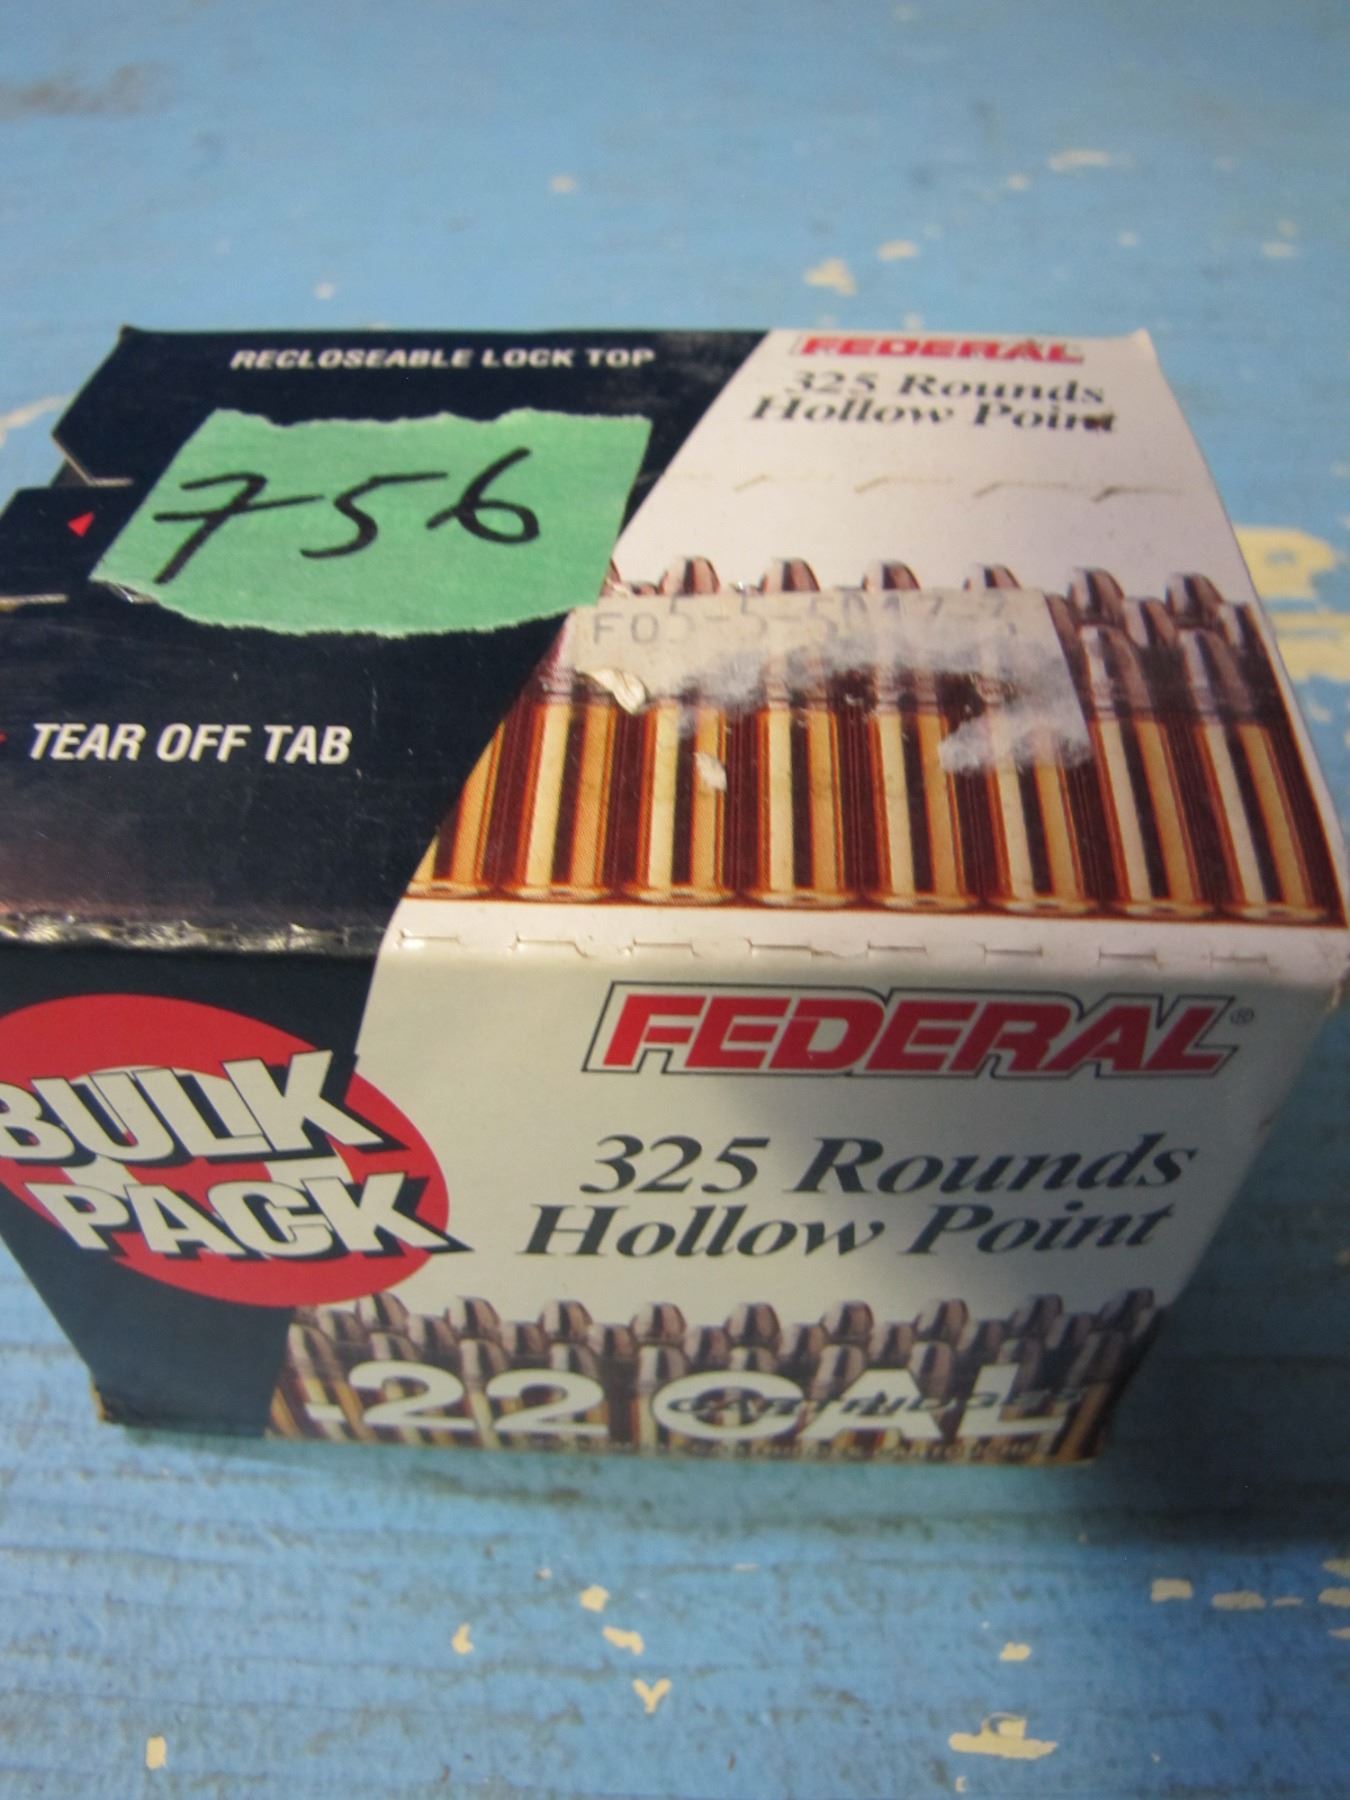 RECLOSEABLE LOCK TOP
FEDERAL
325 Rounds
Hollow Point
756
TEAR OFF TAB
FEDERAL®
325 Rounds
Hollow Point
BULK
PACK
.22 CAL
CARTRIDGES